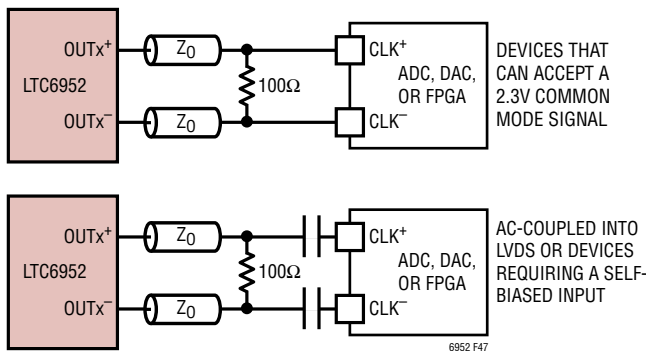 OUTx+
Z0
CLK+
LTC6952
100Ω
ADC, DAC,
OR FPGA
OUTx−
Z0
CLK−
DEVICES THAT
CAN ACCEPT A
2.3V COMMON
MODE SIGNAL
OUTx+
Z0
CLK+
LTC6952
100Ω
ADC, DAC,
OR FPGA
OUTx−
Z0
CLK−
AC-COUPLED INTO
LVDS OR DEVICES
REQUIRING A SELF-
BIASED INPUT
6952 F47